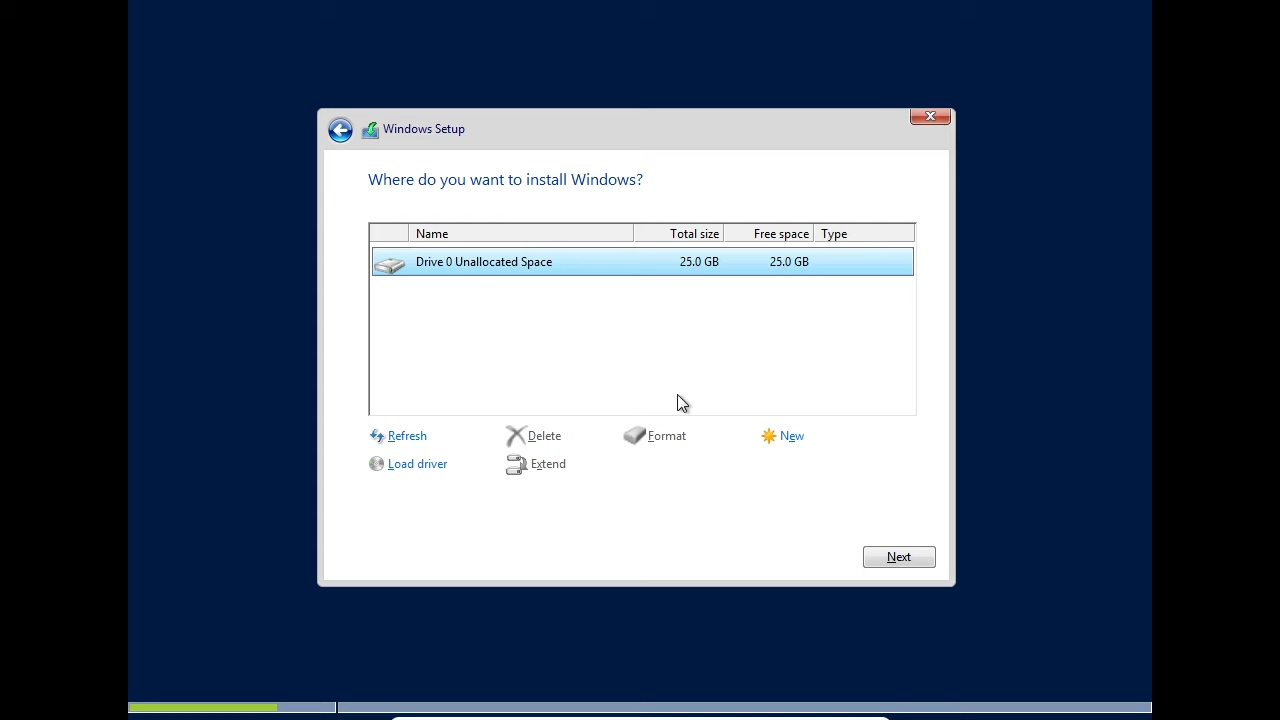 Windows Setup
Where do you want to install Windows?
Name Total size Free space Type
Drive 0 Unallocated Space 25.0 GB 25.0 GB
Refresh Delete Format New
Load driver Extend
Next